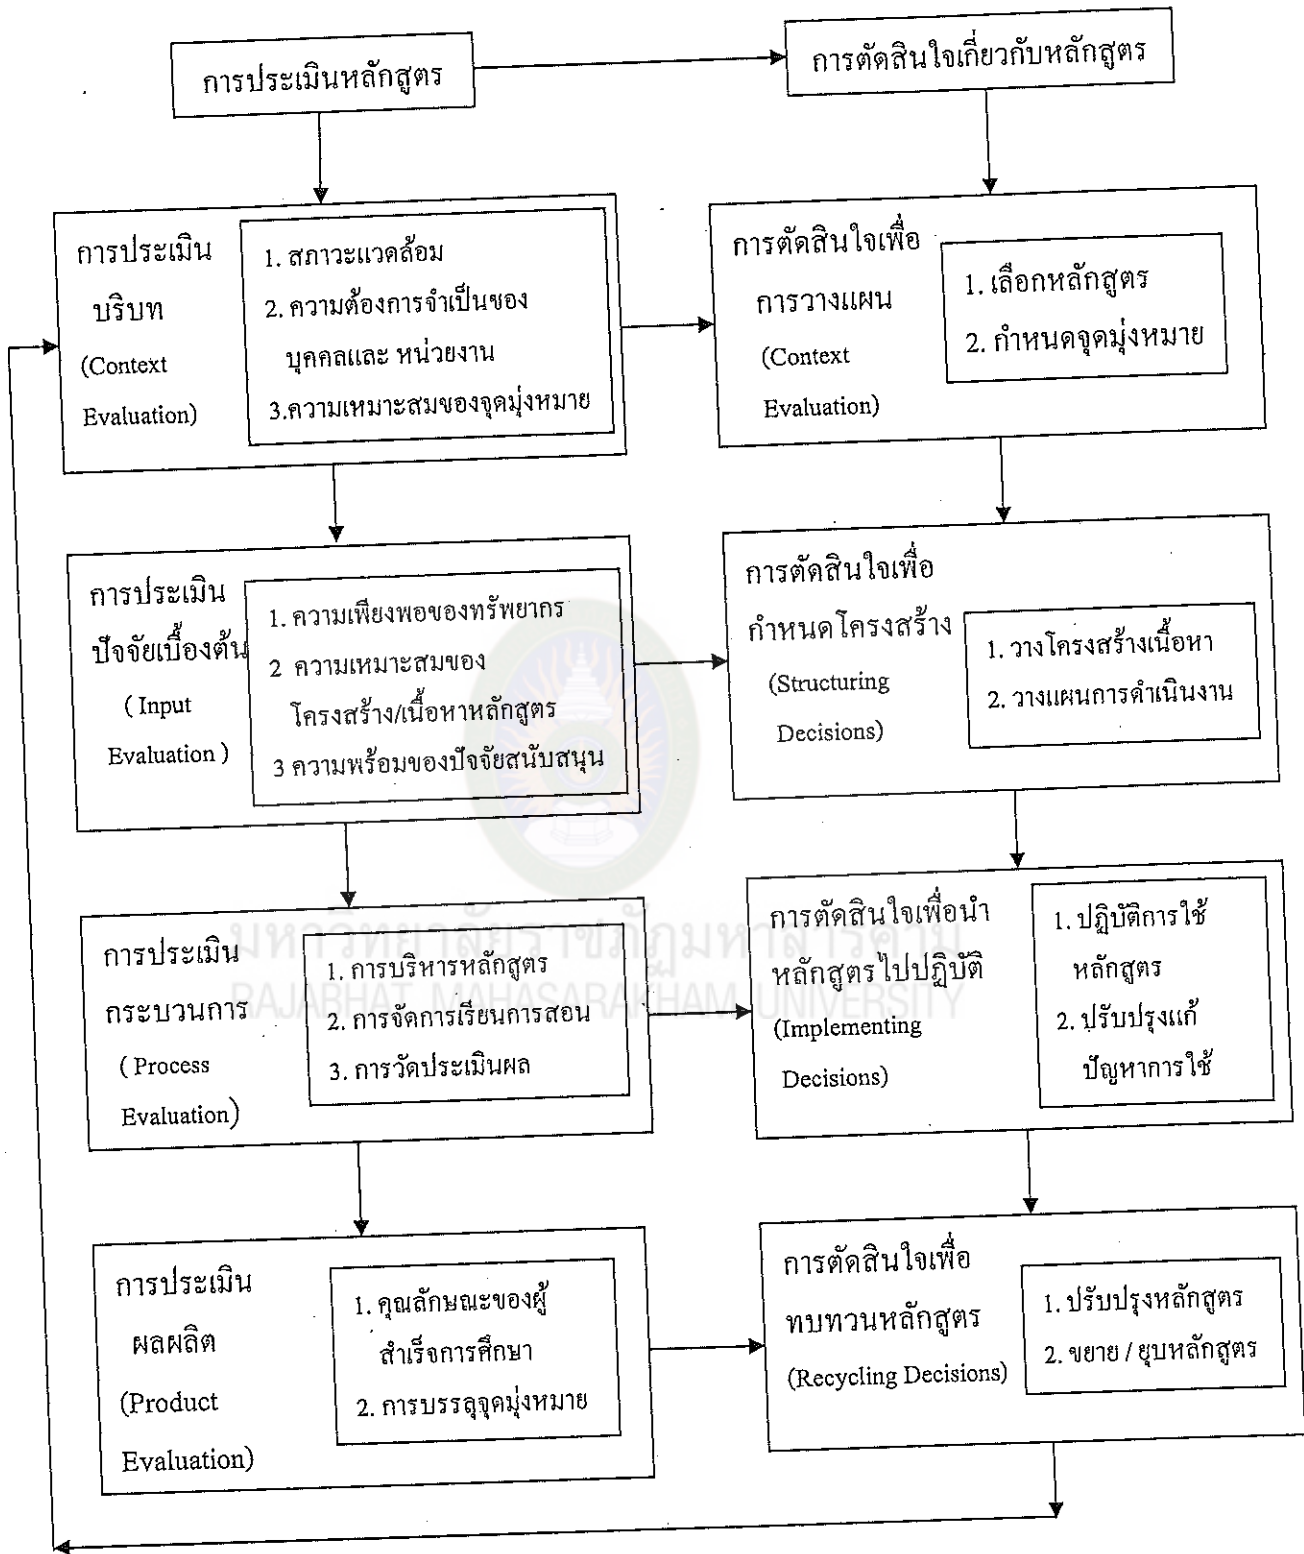 การประเมินหลักสูตร
การตัดสินใจเกี่ยวกับหลักสูตร
การประเมิน
บริบท
(Context
Evaluation)
1. สภาวะแวดล้อม
2. ความต้องการจำเป็นของ
บุคคลและ หน่วยงาน
3.ความเหมาะสมของจุดมุ่งหมาย
การตัดสินใจเพื่อ
การวางแผน
(Context
Evaluation)
1. เลือกหลักสูตร
2. กำหนดจุดมุ่งหมาย
การประเมิน
ปัจจัยเบื้องต้น
( Input
Evaluation )
1. ความเพียงพอของทรัพยากร
2 ความเหมาะสมของ
โครงสร้าง/เนื้อหาหลักสูตร
3 ความพร้อมของปัจจัยสนับสนุน
การตัดสินใจเพื่อ
กำหนดโครงสร้าง
(Structuring
Decisions)
1. วางโครงสร้างเนื้อหา
2. วางแผนการดำเนินงาน
การประเมิน
กระบวนการ
( Process
Evaluation)
1. การบริหารหลักสูตร
2. การจัดการเรียนการสอน
3. การวัดประเมินผล
การตัดสินใจเพื่อนำ
หลักสูตรไปปฏิบัติ
(Implementing
Decisions)
1. ปฏิบัติการใช้
หลักสูตร
2. ปรับปรุงแก้
ปัญหาการใช้
มหาวิทยาลัยราชภัฏมหาสารคาม
RAJABHAT MAHASARAKHAM UNIVERSITY
การประเมิน
ผลผลิต
(Product
Evaluation)
1. คุณลักษณะของผู้
สำเร็จการศึกษา
2. การบรรลุจุดมุ่งหมาย
การตัดสินใจเพื่อ
ทบทวนหลักสูตร
(Recycling Decisions)
1. ปรับปรุงหลักสูตร
2. ขยาย / ยุบหลักสูตร